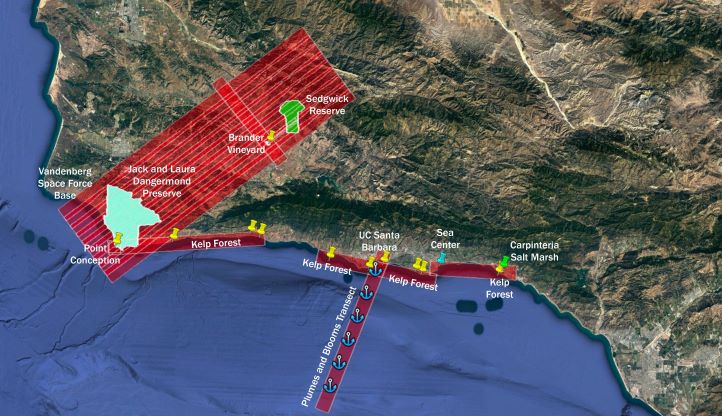 Sedgwick
Reserve
Brander
Vineyard
Vandenberg
Space Force
Base
Jack and Laura
Dangermond
Preserve
Point
Conception
Kelp Forest
UC Santa
Barbara
Sea
Center
Carpinteria
Salt Marsh
Kelp Forest
Kelp Forest
Kelp
Forest
Plumes and Blooms Transect